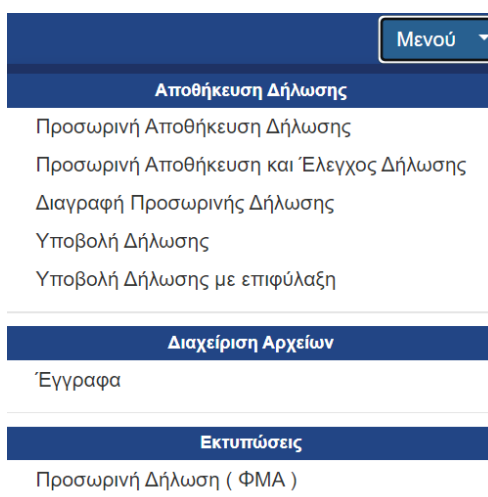 Μενού
Αποθήκευση Δήλωσης
Προσωρινή Αποθήκευση Δήλωσης
Προσωρινή Αποθήκευση και Έλεγχος Δήλωσης
Διαγραφή Προσωρινής Δήλωσης
Υποβολή Δήλωσης
Υποβολή Δήλωσης με επιφύλαξη
Διαχείριση Αρχείων
Έγγραφα
Εκτυπώσεις
Προσωρινή Δήλωση ( ΦΜΑ )